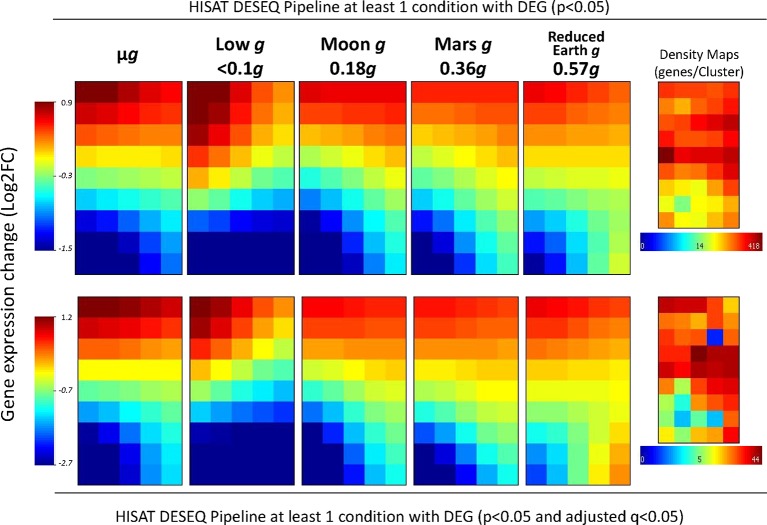 HISAT DESEQ Pipeline at least 1 condition with DEG (p<0.05)
µg
Low g
<0.1g
Moon g
0.18g
Mars g
0.36g
Reduced
Earth g
0.57g
Density Maps
(genes/Cluster)
Gene expression change (Log2FC)
0.9
-0.3
-1.5
0 14 418
1.2
-0.7
-2.7
0 5 44
HISAT DESEQ Pipeline at least 1 condition with DEG (p<0.05 and adjusted q<0.05)